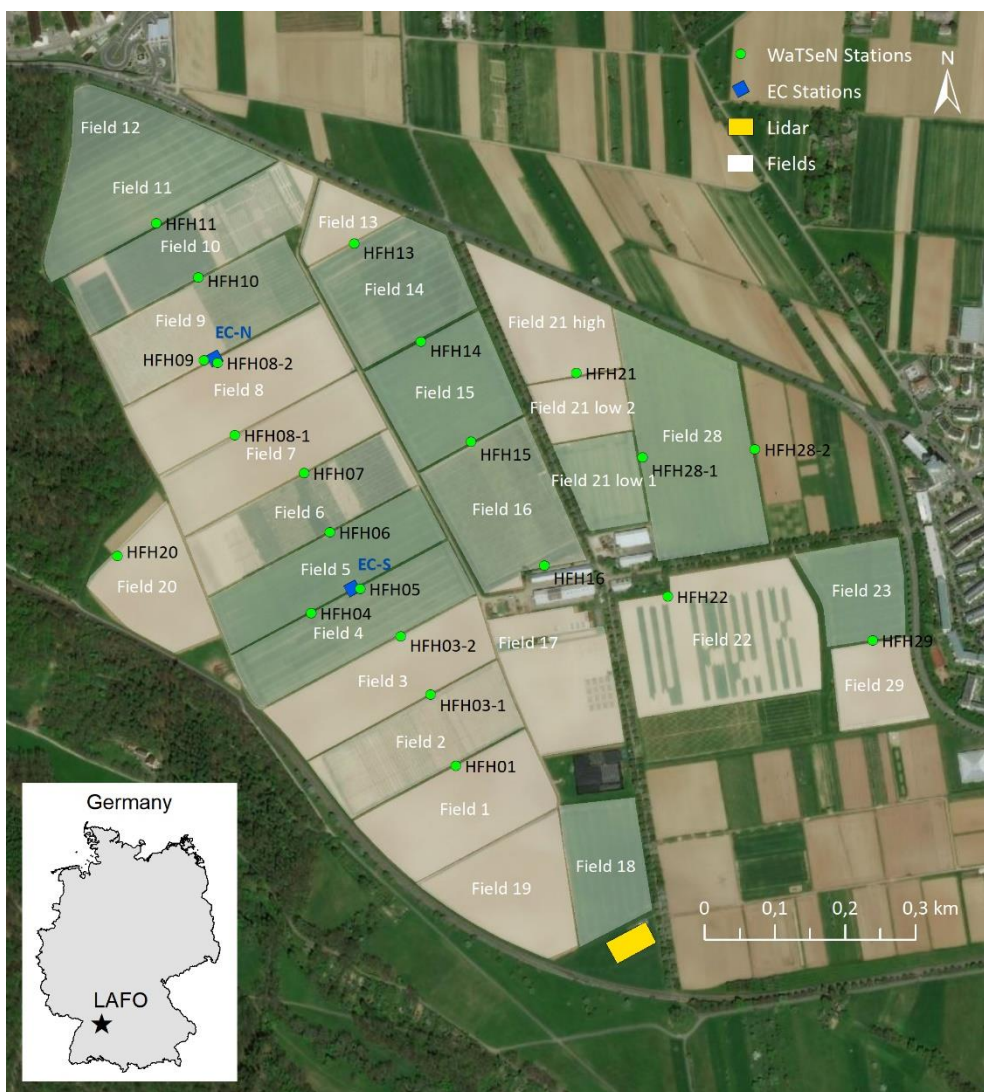 WaTSeN Stations
N
EC Stations
Lidar
Fields
Field 12
Field 11
HFH11
Field 10
HFH10
Field 13
HFH13
Field 14
Field 9
EC-N
HFH09
HFH08-2
Field 8
HFH14
Field 21 high
HFH21
Field 15
Field 21 low 2
HFH08-1
Field 7
HFH15
Field 28
HFH28-2
HFH28-1
HFH07
Field 21 low 1
Field 16
Field 6
HFH06
HFH20
Field 5
EC-S
HFH05
HFH16
Field 20
HFH04
Field 4
HFH22
Field 23
HFH03-2
Field 17
Field 22
HFH29
Field 3
Field 29
HFH03-1
Field 2
HFH01
Field 1
Field 18
Field 19
0
0,1
0,2
0,3 km
Germany
LAFO